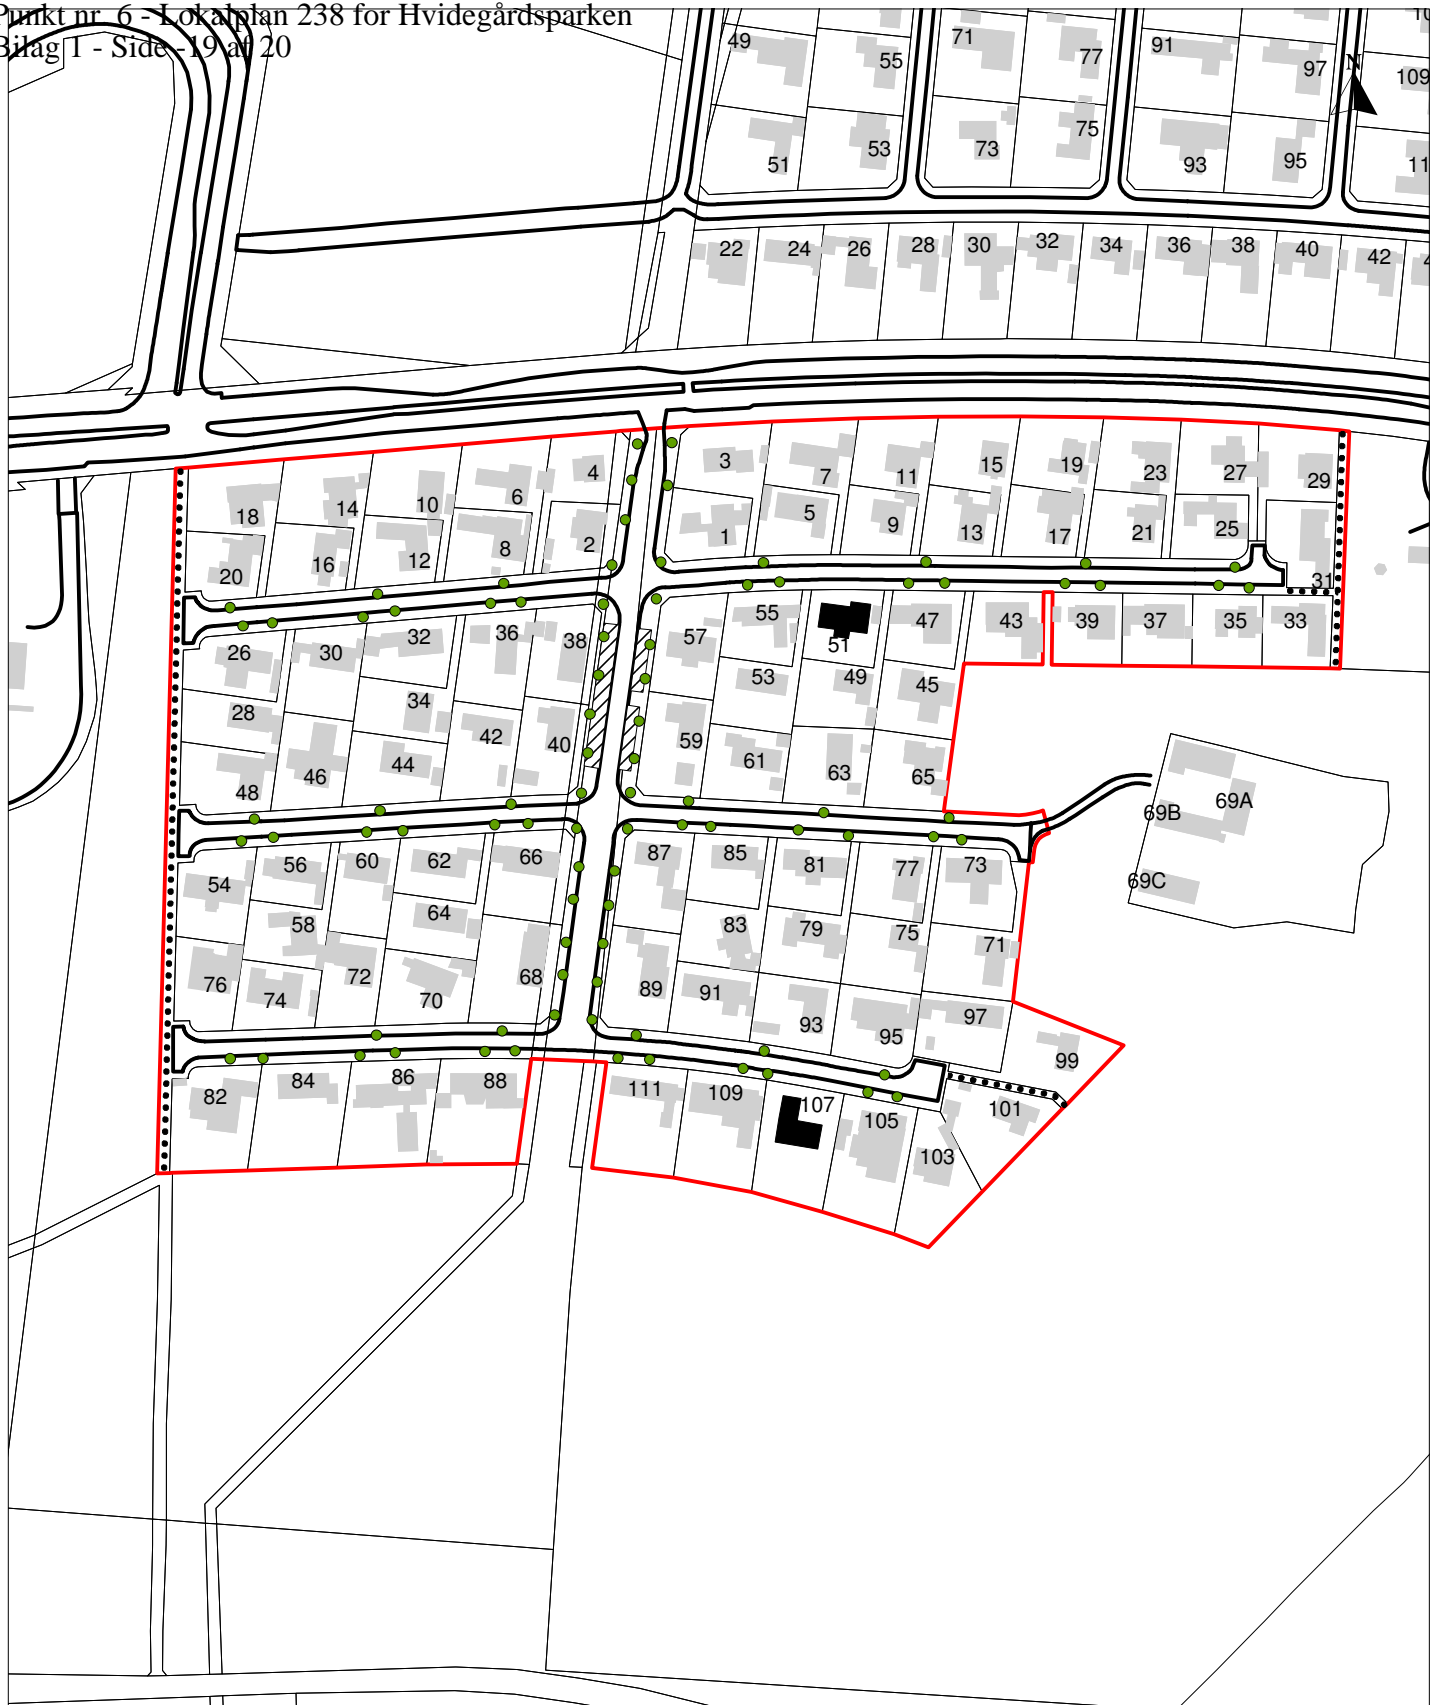 Punkt nr. 6 - Lokalplan 238 for Hvidegårdsparken
Bilag 1 - Side -19 af 20
49 55 71 77 91 97 109
N
51 53 73 75 93 95
22 24 26 28 30 32 34 36 38 40 42
18 14 10 6 4 3 7 11 15 19 23 27 29
20 16 12 8 2 1 5 9 13 17 21 25 31
26 30 32 36 38 57 55 51 47 43 39 37 35 33
28 34 53 49 45
48 46 44 42 40 59 61 63 65
69B 69A
69C
54 56 60 62 66 87 85 81 77 73
58 64 83 79 75 71
76 74 72 70 68 89 91 93 95 97
99
82 84 86 88 111 109 107 105 101
103